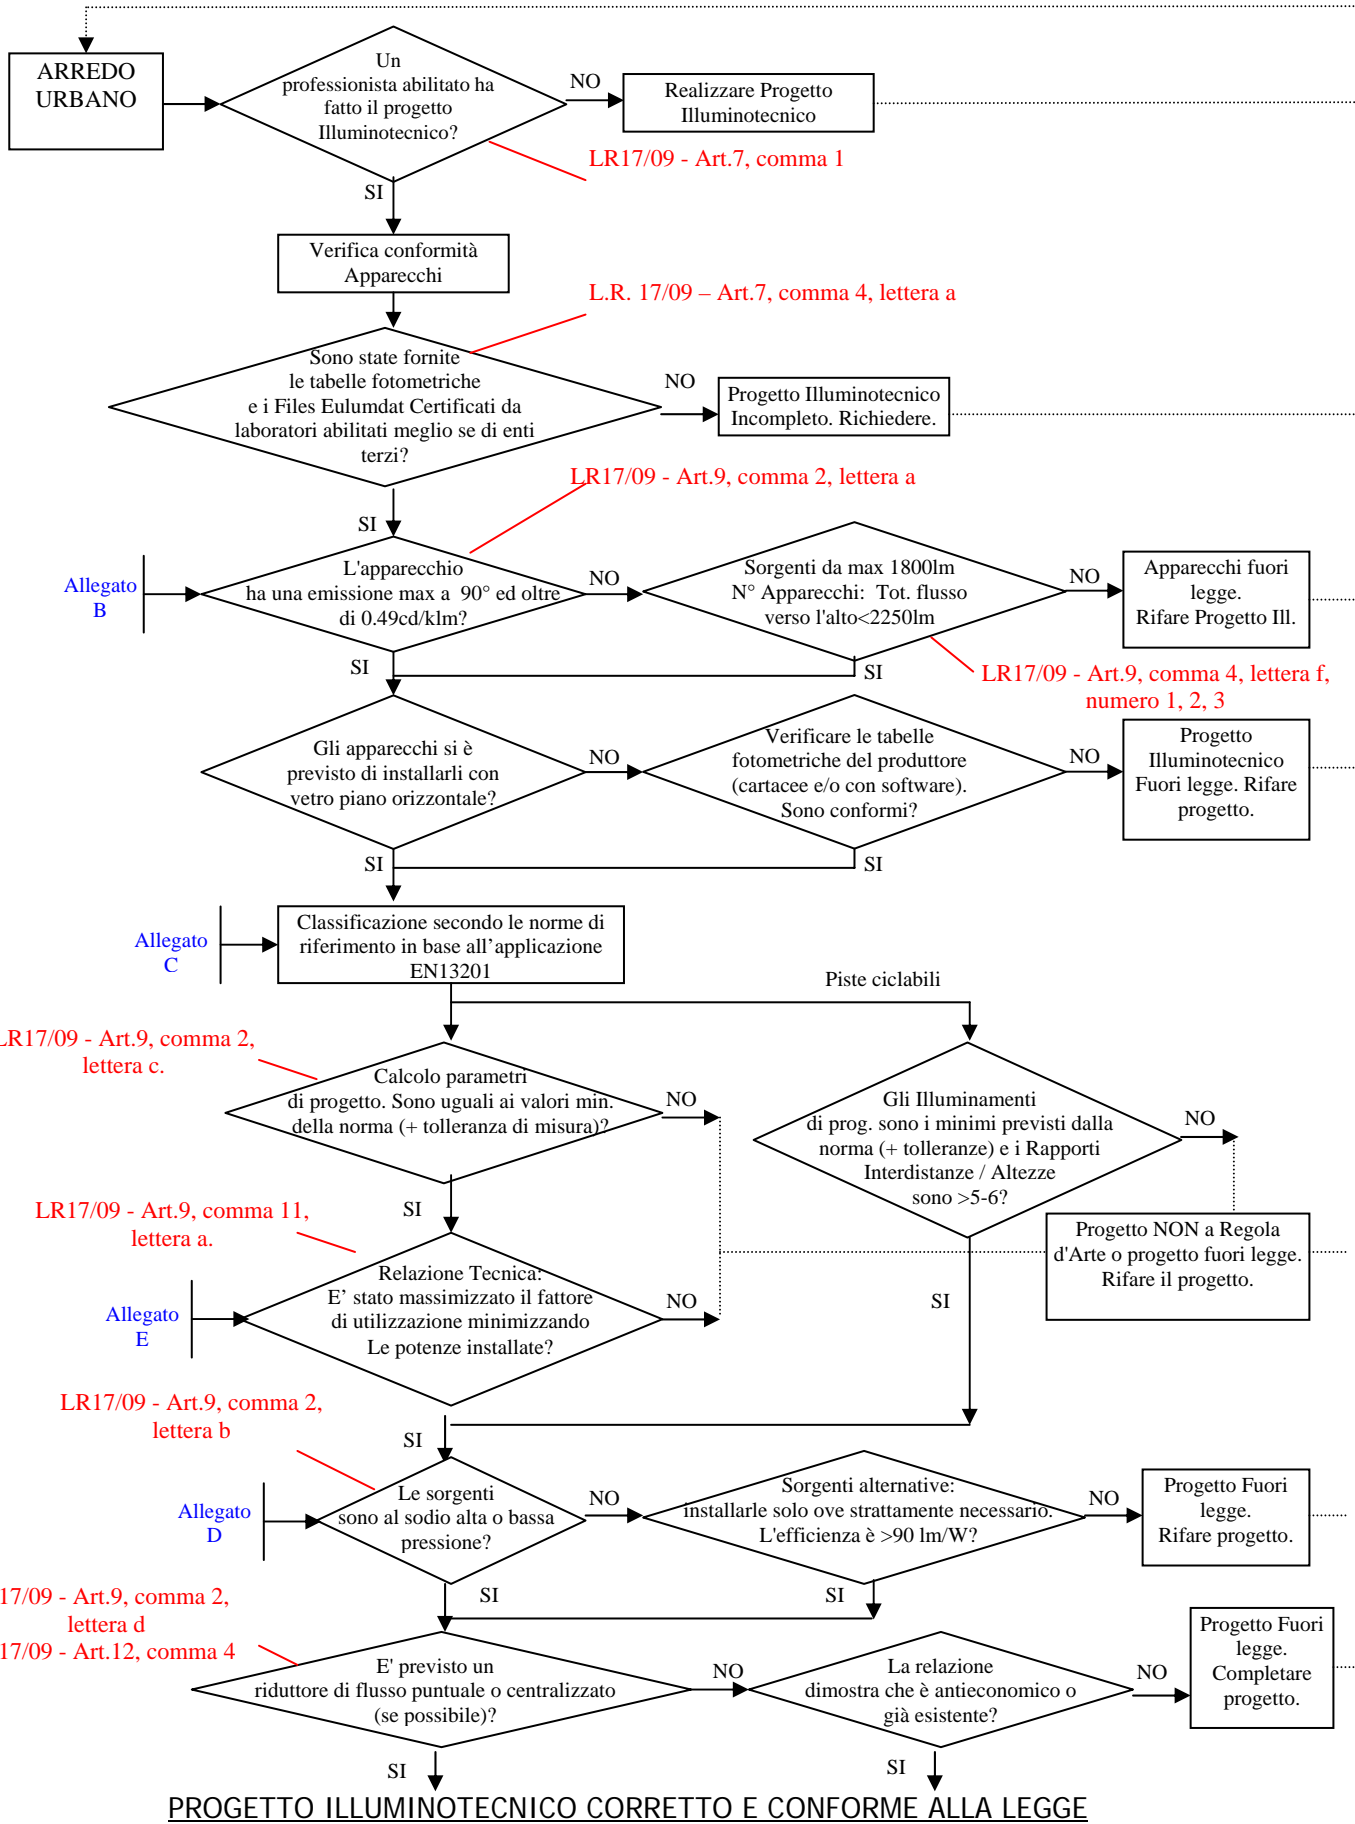 ARREDO
URBANO
Un
professionista abilitato ha
fatto il progetto
Illuminotecnico?
NO
Realizzare Progetto
Illuminotecnico
LR17/09 - Art.7, comma 1
SI
Verifica conformità
Apparecchi
L.R. 17/09 – Art.7, comma 4, lettera a
Sono state fornite
le tabelle fotometriche
e i Files Eulumdat Certificati da
laboratori abilitati meglio se di enti
terzi?
NO
Progetto Illuminotecnico
Incompleto. Richiedere.
LR17/09 - Art.9, comma 2, lettera a
SI
Allegato
B
L'apparecchio
ha una emissione max a 90° ed oltre
di 0.49cd/klm?
NO
Sorgenti da max 1800lm
N° Apparecchi: Tot. flusso
verso l'alto<2250lm
NO
Apparecchi fuori
legge.
Rifare Progetto Ill.
SI
SI
LR17/09 - Art.9, comma 4, lettera f,
numero 1, 2, 3
Gli apparecchi si è
previsto di installarli con
vetro piano orizzontale?
NO
Verificare le tabelle
fotometriche del produttore
(cartacee e/o con software).
Sono conformi?
NO
Progetto
Illuminotecnico
Fuori legge. Rifare
progetto.
SI
SI
Allegato
C
Classificazione secondo le norme di
riferimento in base all’applicazione
EN13201
Piste ciclabili
LR17/09 - Art.9, comma 2,
lettera c.
Calcolo parametri
di progetto. Sono uguali ai valori min.
della norma (+ tolleranza di misura)?
NO
Gli Illuminamenti
di prog. sono i minimi previsti dalla
norma (+ tolleranze) e i Rapporti
Interdistanze / Altezze
sono >5-6?
NO
SI
LR17/09 - Art.9, comma 11,
lettera a.
Progetto NON a Regola
d'Arte o progetto fuori legge.
Rifare il progetto.
Allegato
E
Relazione Tecnica:
E’ stato massimizzato il fattore
di utilizzazione minimizzando
Le potenze installate?
NO
SI
LR17/09 - Art.9, comma 2,
lettera b
SI
Allegato
D
Le sorgenti
sono al sodio alta o bassa
pressione?
NO
Sorgenti alternative:
installarle solo ove strattamente necessario.
L'efficienza è >90 lm/W?
NO
Progetto Fuori
legge.
Rifare progetto.
SI
SI
17/09 - Art.9, comma 2,
lettera d
17/09 - Art.12, comma 4
E' previsto un
riduttore di flusso puntuale o centralizzato
(se possibile)?
NO
La relazione
dimostra che è antieconomico o
già esistente?
NO
Progetto Fuori
legge.
Completare
progetto.
SI
SI
PROGETTO ILLUMINOTECNICO CORRETTO E CONFORME ALLA LEGGE